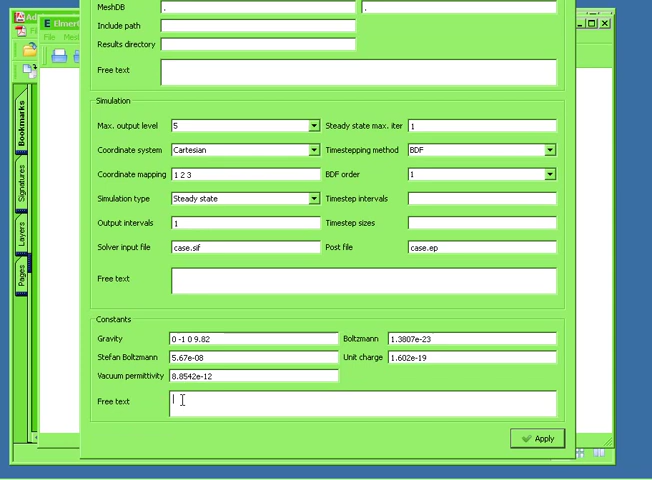 Elmer
File Mesh
MeshDB . .
Include path
Results directory
Free text
Simulation
Max. output level 5 Steady state max. iter 1
Coordinate system Cartesian Timestepping method BDF
Coordinate mapping 1 2 3 BDF order 1
Simulation type Steady state Timestep intervals
Output intervals 1 Timestep sizes
Solver input file case.sif Post file case.ep
Free text
Constants
Gravity 0 -1 0 9.82 Boltzmann 1.3807e-23
Stefan Boltzmann 5.67e-08 Unit charge 1.602e-19
Vacuum permittivity 8.8542e-12
Free text
Apply
Bookmarks
Signatures
Layers
Pages